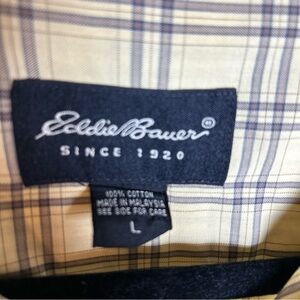 Eddie Bauer®
SINCE 1920
100% COTTON
MADE IN MALAYSIA
SEE SIDE FOR CARE
L